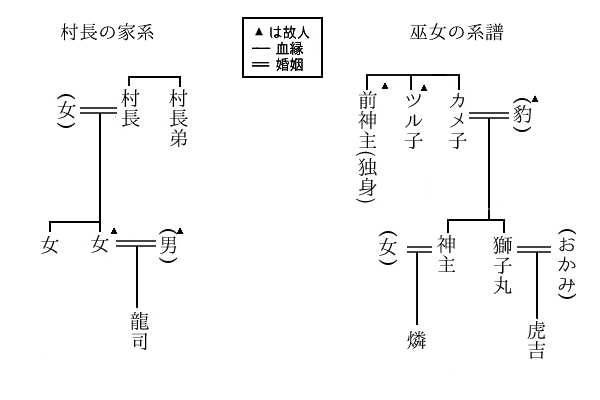 村長の家系
▲は故人
― 血縁
＝ 婚姻
巫女の系譜
(女)
村長
村長弟
女
女▲
(男)▲
龍司
前神主(独身)▲
ツル子▲
カメ子
(豹)▲
(女)
神主
獅子丸
(おかみ)
燐
虎吉